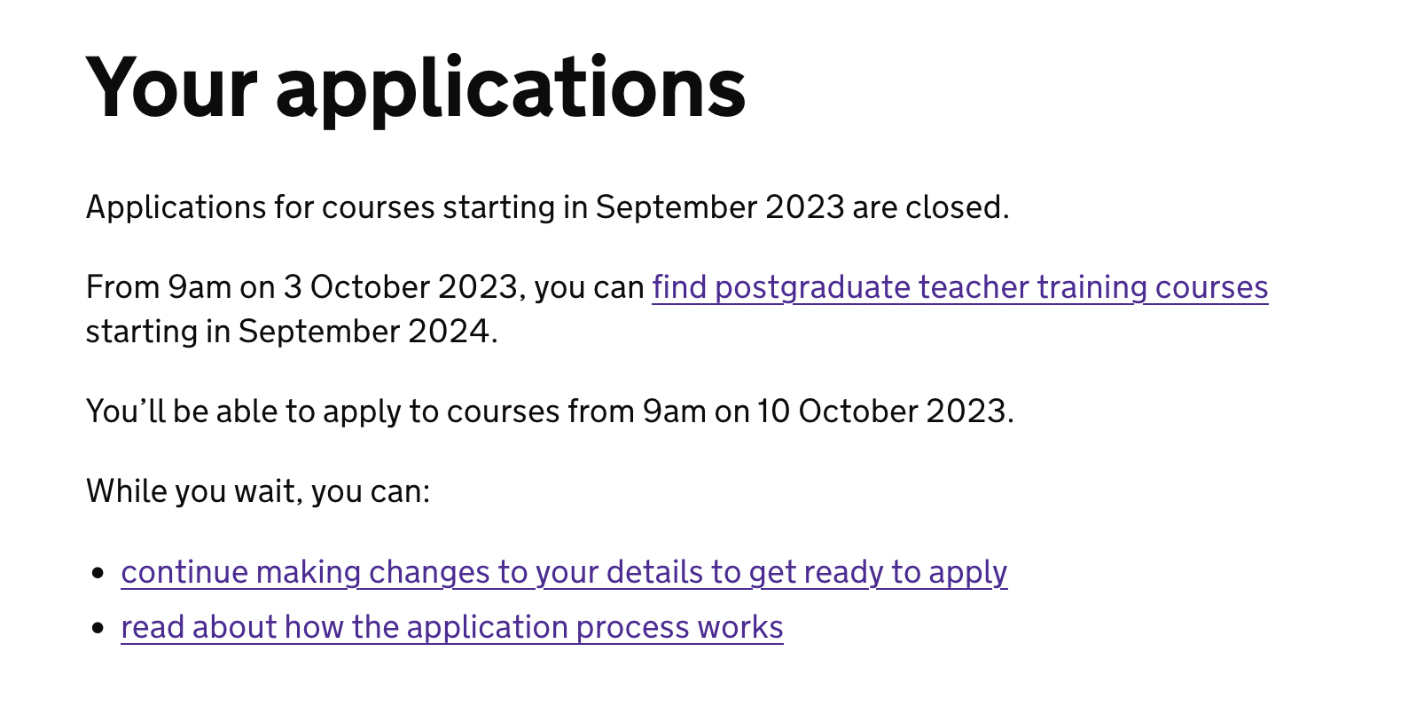 Your applications
Applications for courses starting in September 2023 are closed.
From 9am on 3 October 2023, you can find postgraduate teacher training courses
starting in September 2024.
You’ll be able to apply to courses from 9am on 10 October 2023.
While you wait, you can:
• continue making changes to your details to get ready to apply
• read about how the application process works